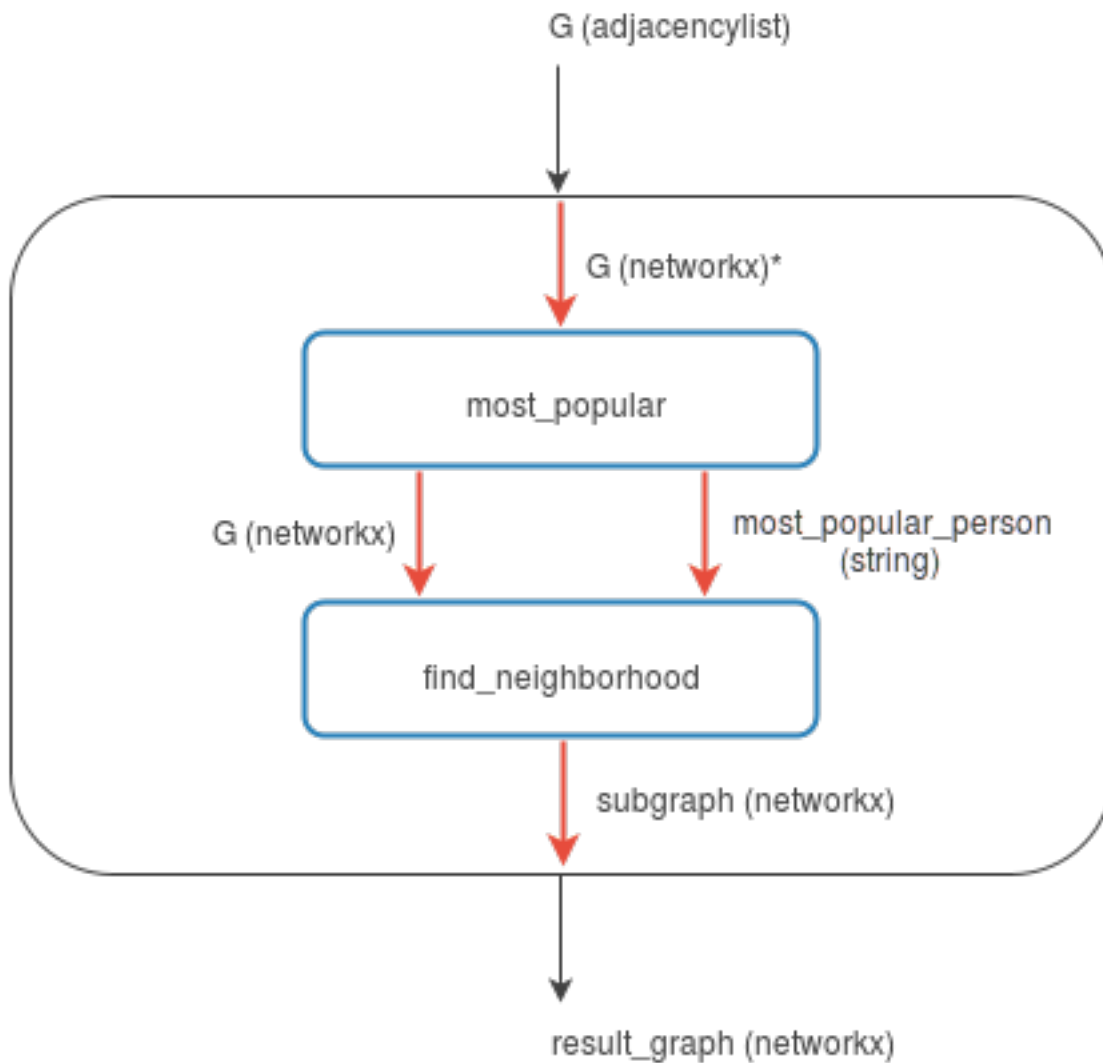 G (adjacencylist)
G (networkx)*
most_popular
G (networkx)
most_popular_person
(string)
find_neighborhood
subgraph (networkx)
result_graph (networkx)